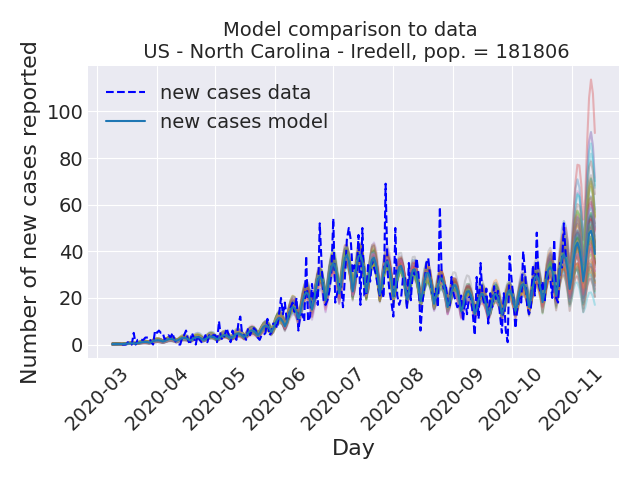 Model comparison to data
US - North Carolina - Iredell, pop. = 181806
Number of new cases reported
new cases data
new cases model
100
80
60
40
20
0
2020-03
2020-04
2020-05
2020-06
2020-07
2020-08
2020-09
2020-10
2020-11
Day